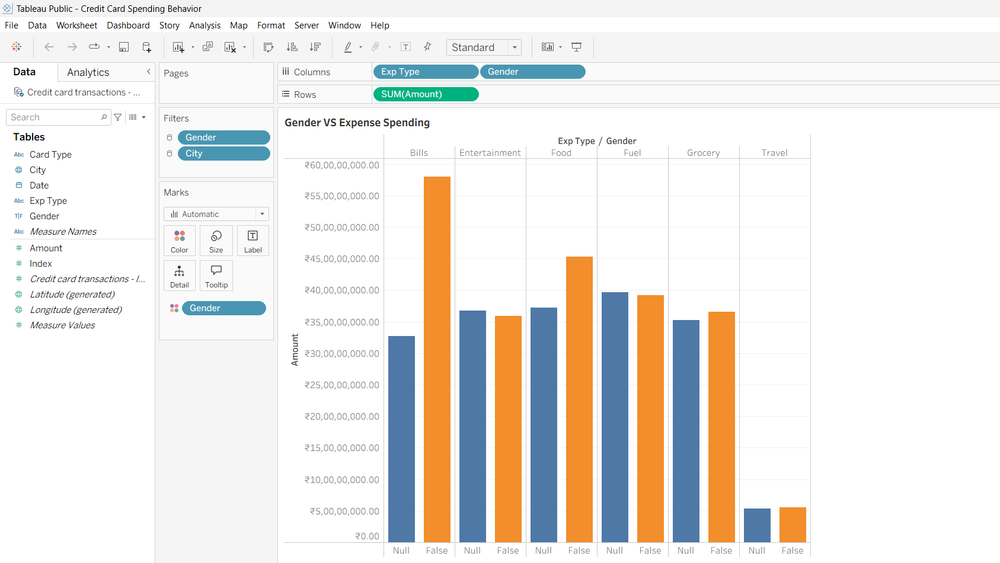 Tableau Public - Credit Card Spending Behavior
File Data Worksheet Dashboard Story Analysis Map Format Server Window Help
Standard
Data Analytics
Credit card transactions - ...
Search
Tables
Abc Card Type
City
Date
Abc Exp Type
T|F Gender
Abc Measure Names
Amount
Index
Credit card transactions - I...
Latitude (generated)
Longitude (generated)
Measure Values
Pages
Filters
Gender
City
Marks
Automatic
Color Size Label
Detail Tooltip
Gender
Columns Exp Type Gender
Rows SUM(Amount)
Gender VS Expense Spending
Exp Type / Gender
Bills Entertainment Food Fuel Grocery Travel
₹60,00,00,000.00
₹55,00,00,000.00
₹50,00,00,000.00
₹45,00,00,000.00
₹40,00,00,000.00
₹35,00,00,000.00
₹30,00,00,000.00
₹25,00,00,000.00
₹20,00,00,000.00
₹15,00,00,000.00
₹10,00,00,000.00
₹5,00,00,000.00
₹0.00
Amount
Null False Null False Null False Null False Null False Null False